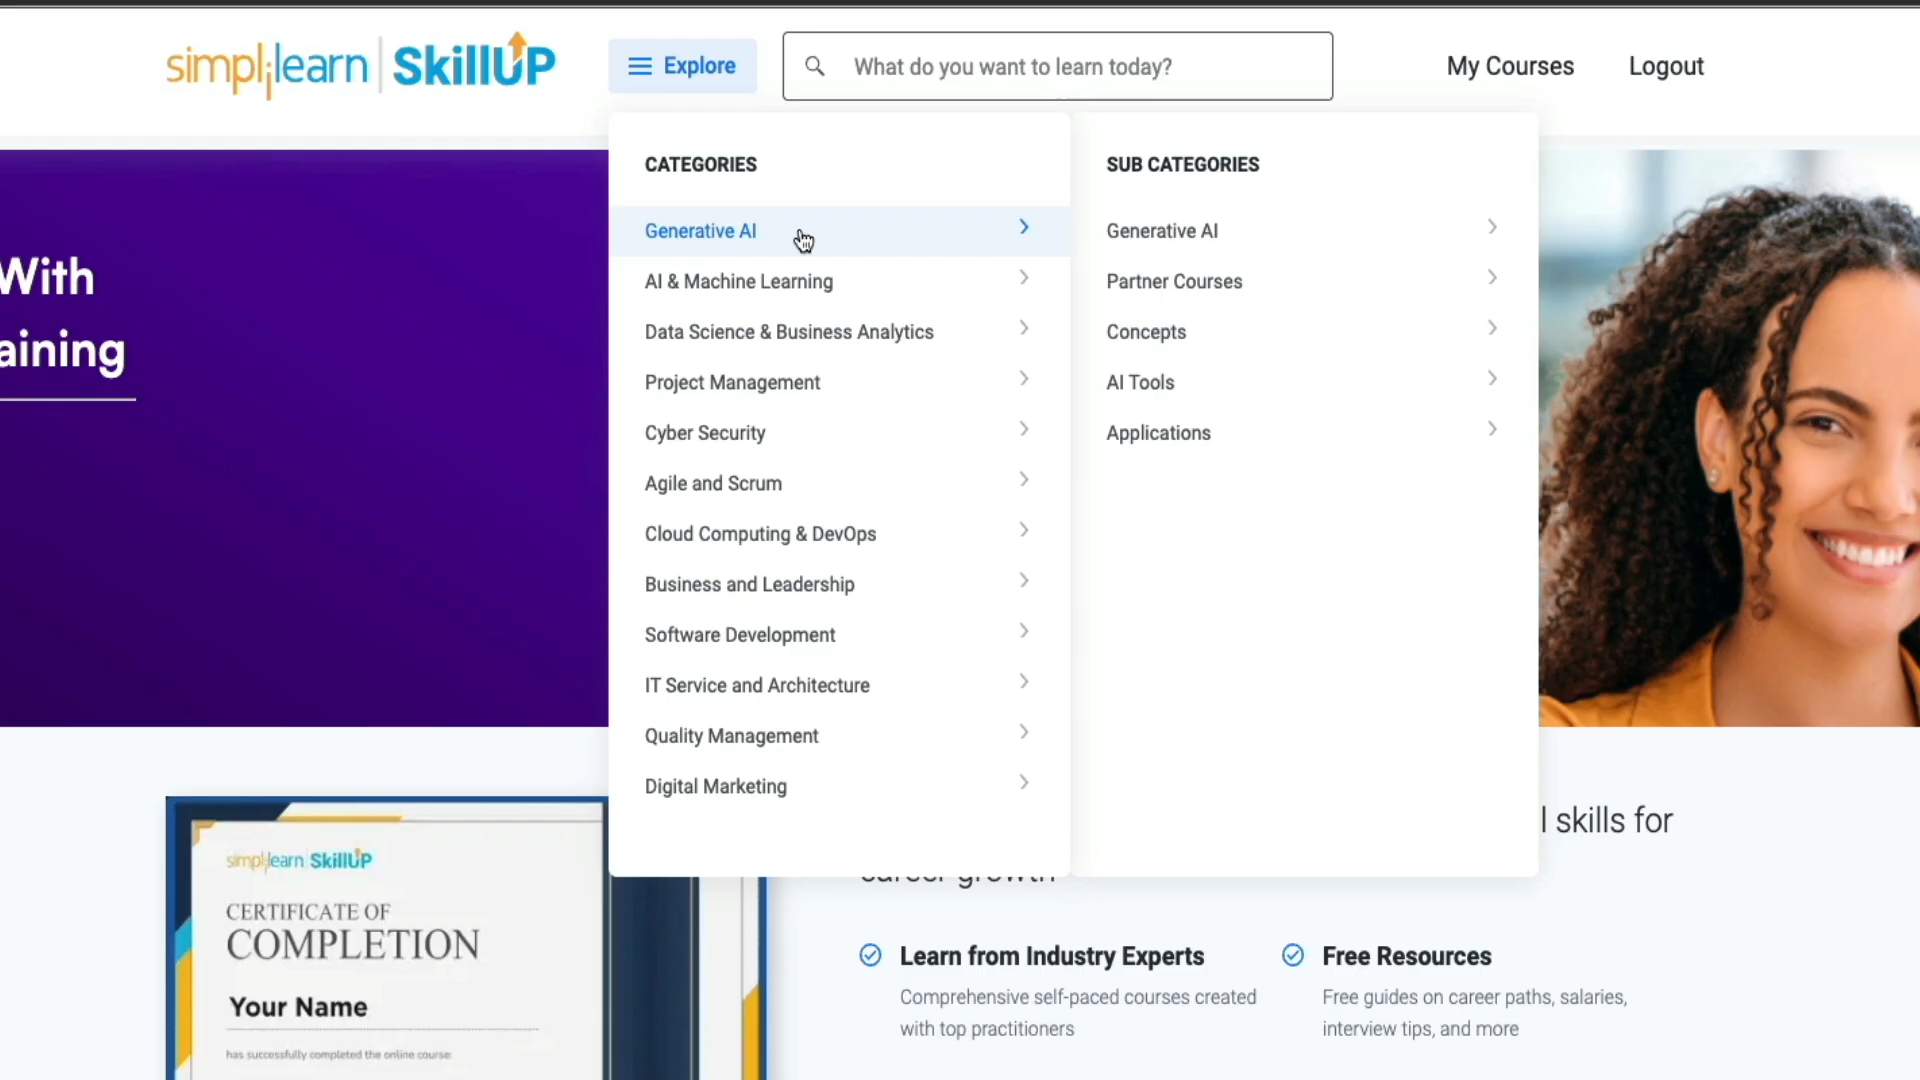 simplilearn | SkillUP
Explore
What do you want to learn today?
My Courses
Logout
With
aining
CATEGORIES
Generative AI
AI & Machine Learning
Data Science & Business Analytics
Project Management
Cyber Security
Agile and Scrum
Cloud Computing & DevOps
Business and Leadership
Software Development
IT Service and Architecture
Quality Management
Digital Marketing
SUB CATEGORIES
Generative AI
Partner Courses
Concepts
AI Tools
Applications
simplilearn SkillUP
CERTIFICATE OF
COMPLETION
Your Name
has successfully completed the online course:
l skills for
career growth
Learn from Industry Experts
Comprehensive self-paced courses created
with top practitioners
Free Resources
Free guides on career paths, salaries,
interview tips, and more